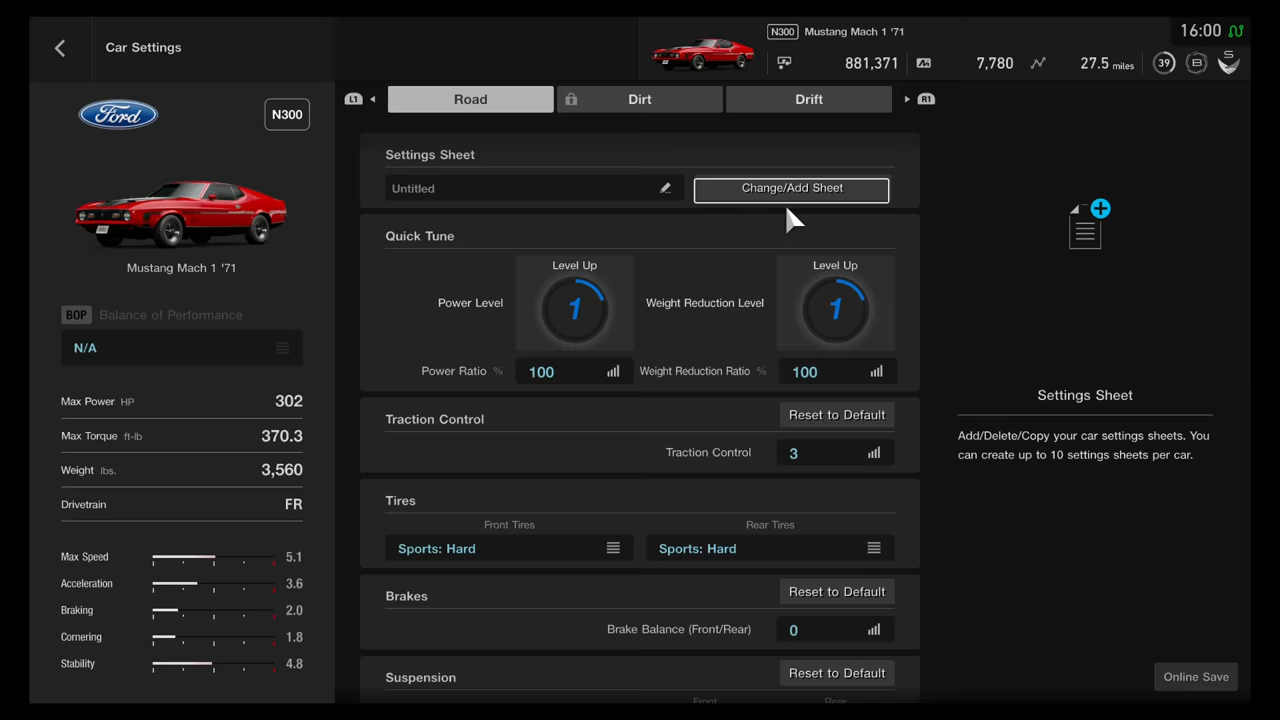 Car Settings
N300 Mustang Mach 1 '71
16:00
881,371 7,780 27.5 miles 39 B S
Ford
N300
Mustang Mach 1 '71
BOP Balance of Performance
N/A
Max Power HP 302
Max Torque ft-lb 370.3
Weight lbs. 3,560
Drivetrain FR
Max Speed 5.1
Acceleration 3.6
Braking 2.0
Cornering 1.8
Stability 4.8
L1 Road Dirt Drift R1
Settings Sheet
Untitled Change/Add Sheet
Quick Tune
Level Up Level Up
Power Level 1 Weight Reduction Level 1
Power Ratio % 100 Weight Reduction Ratio % 100
Traction Control Reset to Default
Traction Control 3
Tires
Front Tires Rear Tires
Sports: Hard Sports: Hard
Brakes Reset to Default
Brake Balance (Front/Rear) 0
Suspension Reset to Default
Front Rear
Settings Sheet
Add/Delete/Copy your car settings sheets. You
can create up to 10 settings sheets per car.
Online Save